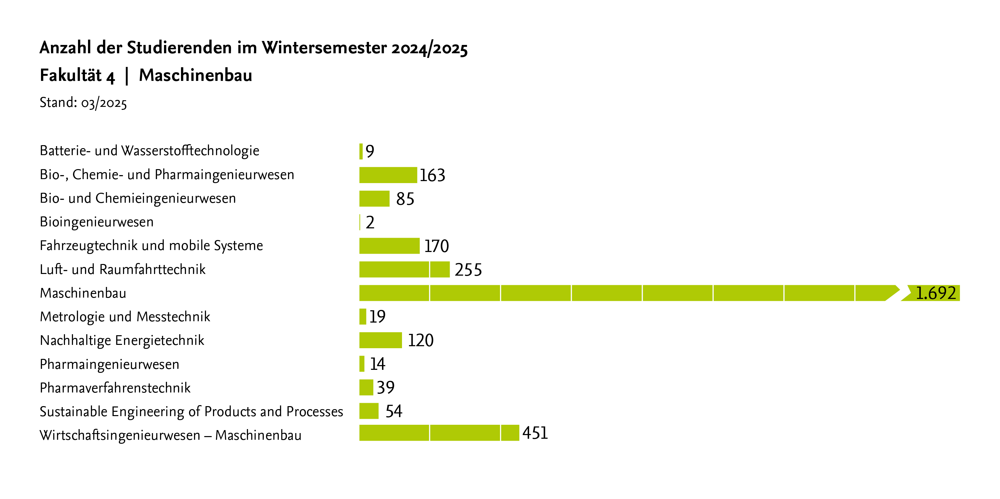 Anzahl der Studierenden im Wintersemester 2024/2025
Fakultät 4 | Maschinenbau
Stand: 03/2025
Batterie- und Wasserstofftechnologie 9
Bio-, Chemie- und Pharmaingenieurwesen 163
Bio- und Chemieingenieurwesen 85
Bioingenieurwesen 2
Fahrzeugtechnik und mobile Systeme 170
Luft- und Raumfahrttechnik 255
Maschinenbau 1.692
Metrologie und Messtechnik 19
Nachhaltige Energietechnik 120
Pharmaingenieurwesen 14
Pharmaverfahrenstechnik 39
Sustainable Engineering of Products and Processes 54
Wirtschaftsingenieurwesen – Maschinenbau 451